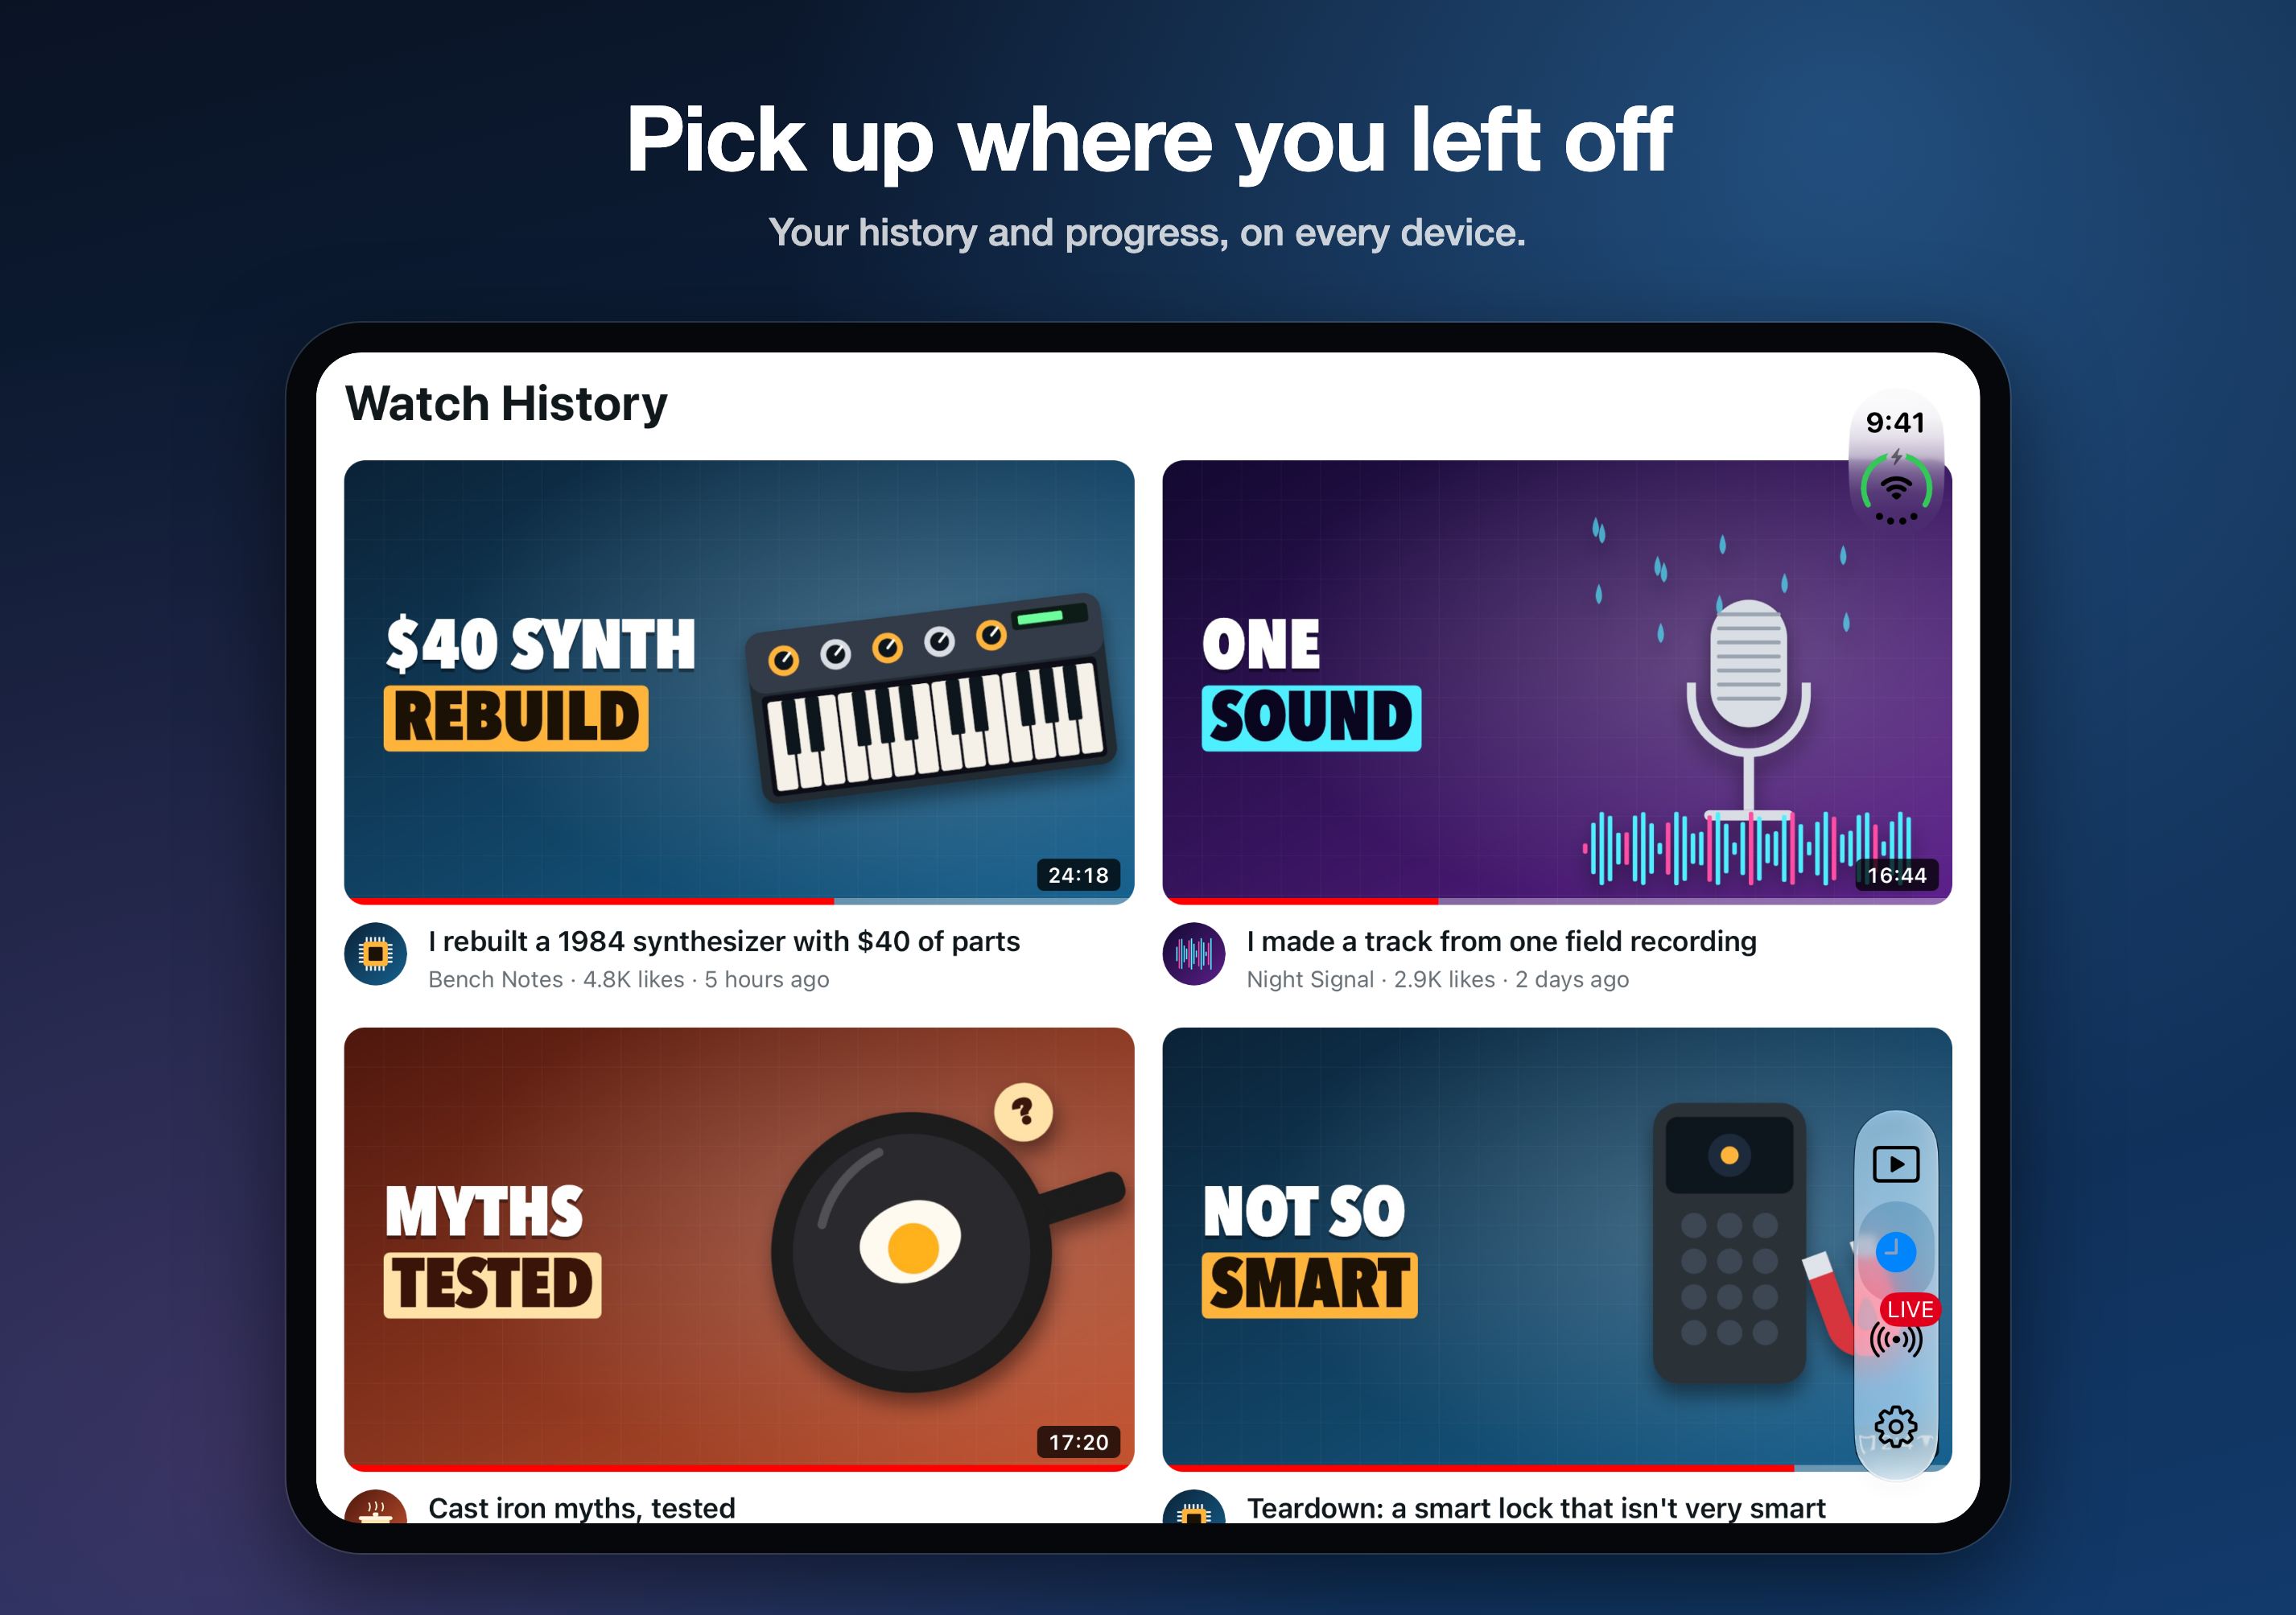 Pick up where you left off
Your history and progress, on every device.
Watch History
9:41
$40 SYNTH
REBUILD
24:18
ONE
SOUND
16:44
I rebuilt a 1984 synthesizer with $40 of parts
Bench Notes · 4.8K likes · 5 hours ago
I made a track from one field recording
Night Signal · 2.9K likes · 2 days ago
?
MYTHS
TESTED
17:20
NOT SO
SMART
LIVE
Cast iron myths, tested
Teardown: a smart lock that isn't very smart